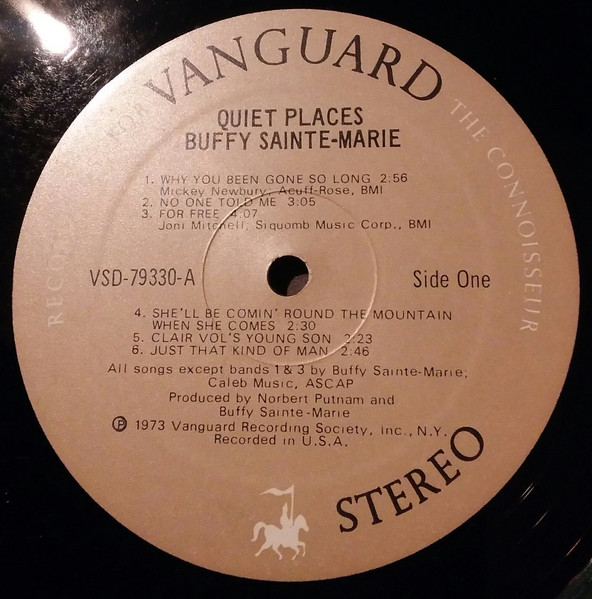 VANGUARD
RECORDINGS FOR THE CONNOISSEUR
QUIET PLACES
BUFFY SAINTE-MARIE
1. WHY YOU BEEN GONE SO LONG 2:56
Mickey Newbury; Acuff-Rose, BMI
2. NO ONE TOLD ME 3:05
3. FOR FREE 4:07
Joni Mitchell; Siquomb Music Corp., BMI
VSD-79330-A
Side One
4. SHE'LL BE COMIN' ROUND THE MOUNTAIN
WHEN SHE COMES 2:30
5. CLAIR VOL'S YOUNG SON 2:23
6. JUST THAT KIND OF MAN 2:46
All songs except bands 1 & 3 by Buffy Sainte-Marie;
Caleb Music, ASCAP
Produced by Norbert Putnam and
Buffy Sainte-Marie
℗ 1973 Vanguard Recording Society, Inc., N.Y.
Recorded in U.S.A.
STEREO